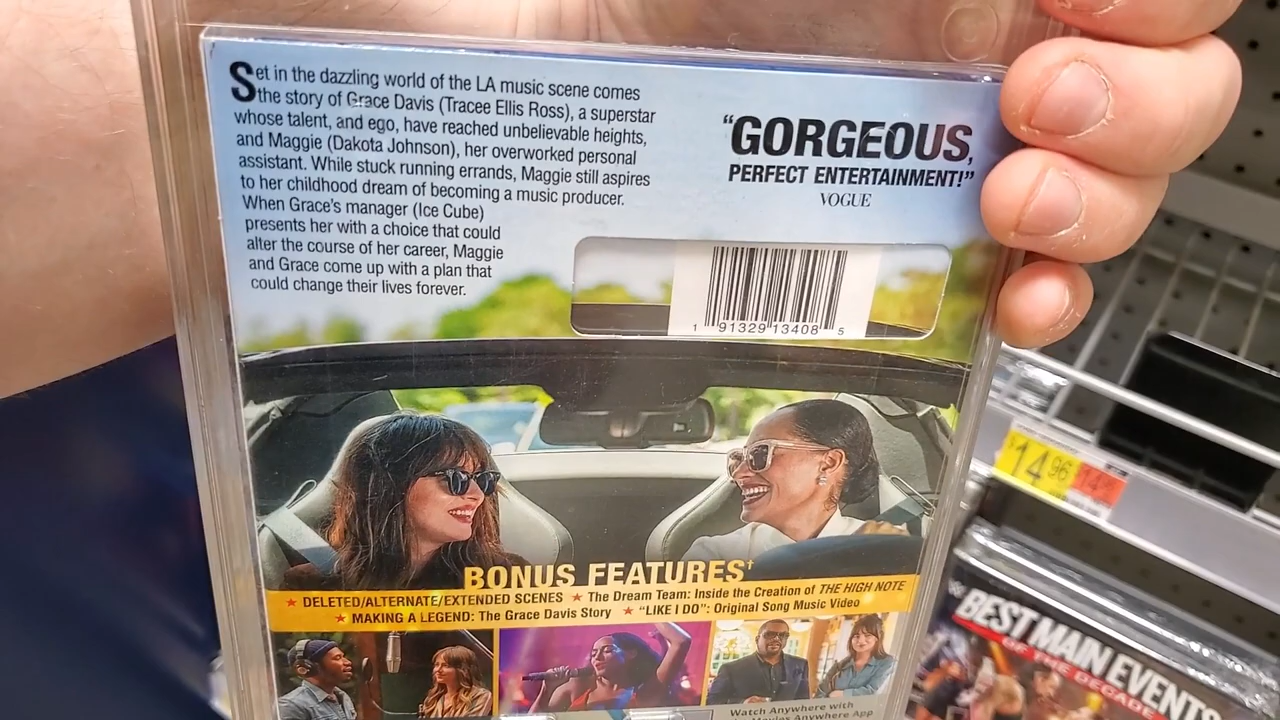 Set in the dazzling world of the LA music scene comes
the story of Grace Davis (Tracee Ellis Ross), a superstar
whose talent, and ego, have reached unbelievable heights,
and Maggie (Dakota Johnson), her overworked personal
assistant. While stuck running errands, Maggie still aspires
to her childhood dream of becoming a music producer.
When Grace's manager (Ice Cube)
presents her with a choice that could
alter the course of her career, Maggie
and Grace come up with a plan that
could change their lives forever.
"GORGEOUS,
PERFECT ENTERTAINMENT!"
VOGUE
1 91329 13408 5
BONUS FEATURES†
★ DELETED/ALTERNATE/EXTENDED SCENES ★ The Dream Team: Inside the Creation of THE HIGH NOTE
★ MAKING A LEGEND: The Grace Davis Story ★ "LIKE I DO": Original Song Music Video
Watch Anywhere with
Movies Anywhere App
$14.96
BEST MAIN EVENTS
OF THE DECADE